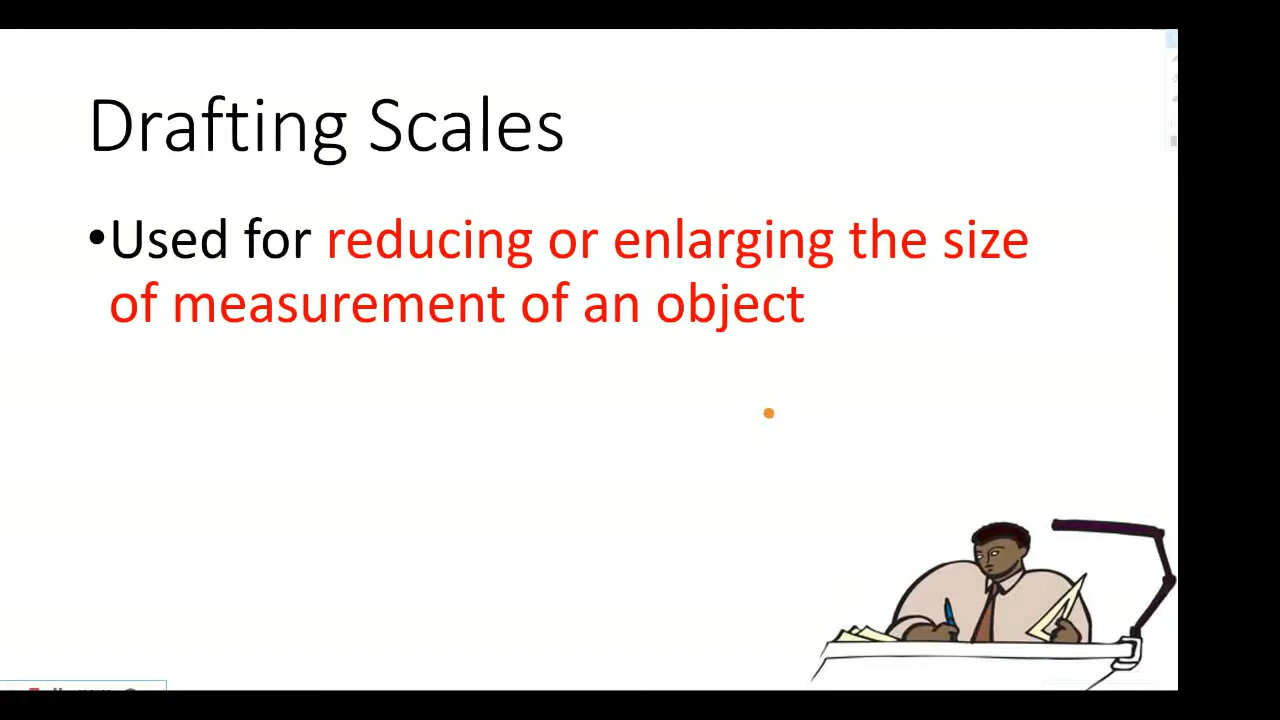 Drafting Scales
•Used for reducing or enlarging the size
of measurement of an object